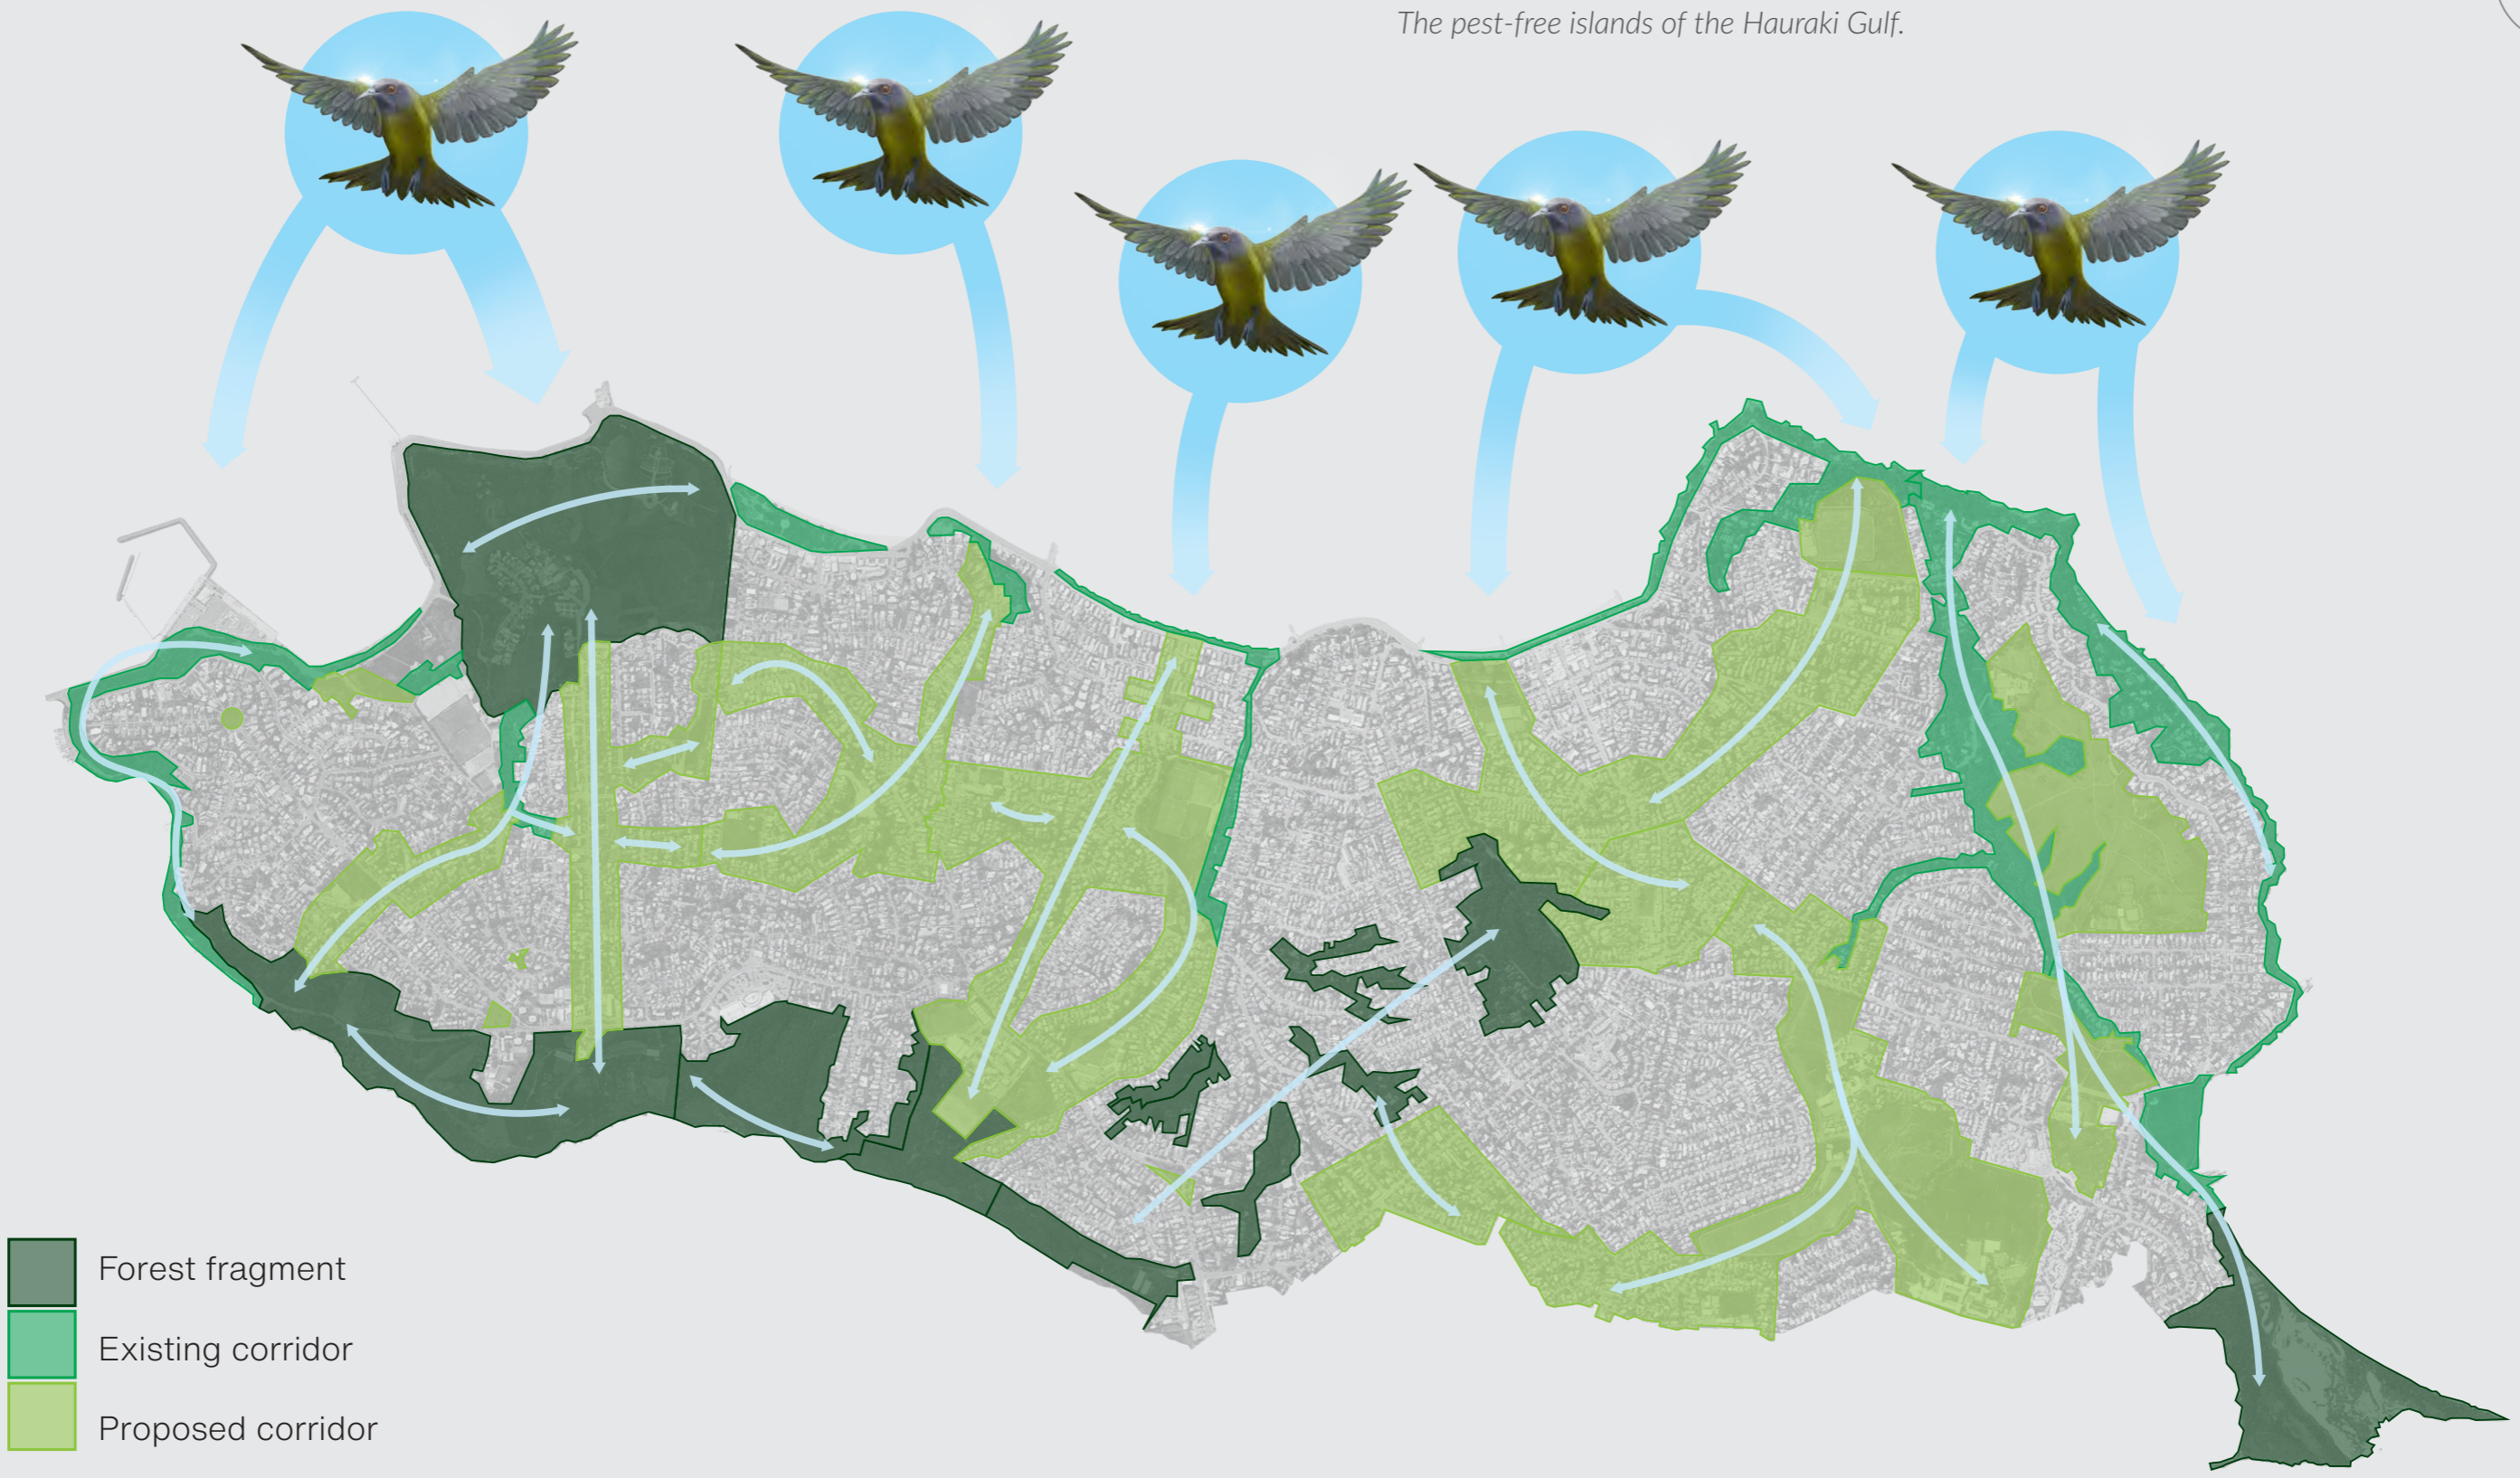 The pest-free islands of the Hauraki Gulf.
Forest fragment
Existing corridor
Proposed corridor